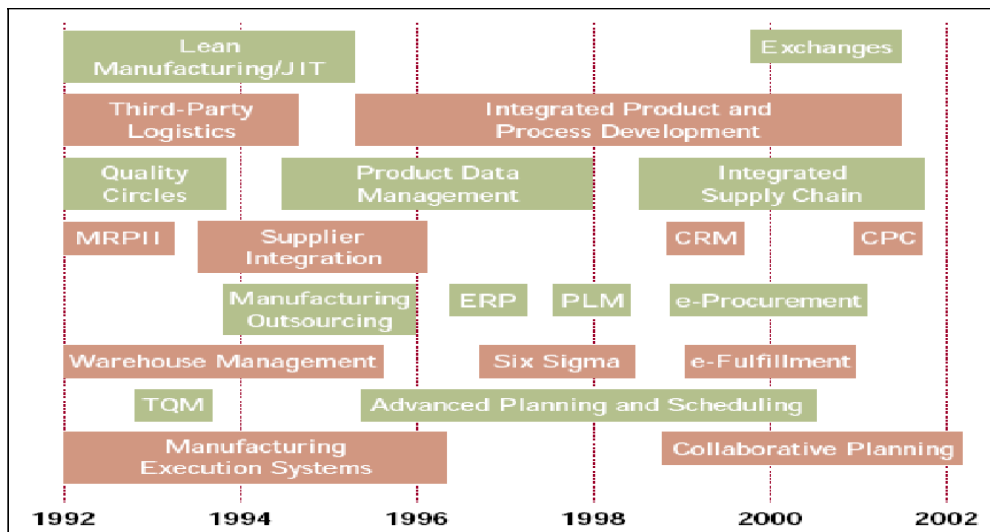 Lean
Manufacturing/JIT
Exchanges
Third-Party
Logistics
Integrated Product and
Process Development
Quality
Circles
Product Data
Management
Integrated
Supply Chain
MRPII
Supplier
Integration
CRM
CPC
Manufacturing
Outsourcing
ERP
PLM
e-Procurement
Warehouse Management
Six Sigma
e-Fulfillment
TQM
Advanced Planning and Scheduling
Manufacturing
Execution Systems
Collaborative Planning
1992
1994
1996
1998
2000
2002